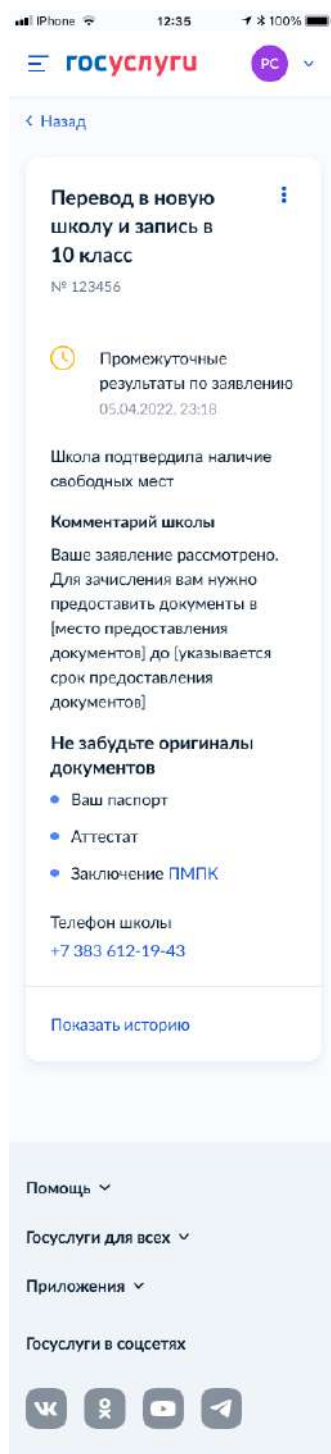 iPhone 12:35 100%
госуслуги РС
Назад
Перевод в новую
школу и запись в
10 класс
№ 123456
Промежуточные
результаты по заявлению
05.04.2022, 23:18
Школа подтвердила наличие
свободных мест
Комментарий школы
Ваше заявление рассмотрено.
Для зачисления вам нужно
предоставить документы в
[место предоставления
документов] до [указывается
срок предоставления
документов]
Не забудьте оригиналы
документов
Ваш паспорт
Аттестат
Заключение ПМПК
Телефон школы
+7 383 612-19-43
Показать историю
Помощь
Госуслуги для всех
Приложения
Госуслуги в соцсетях